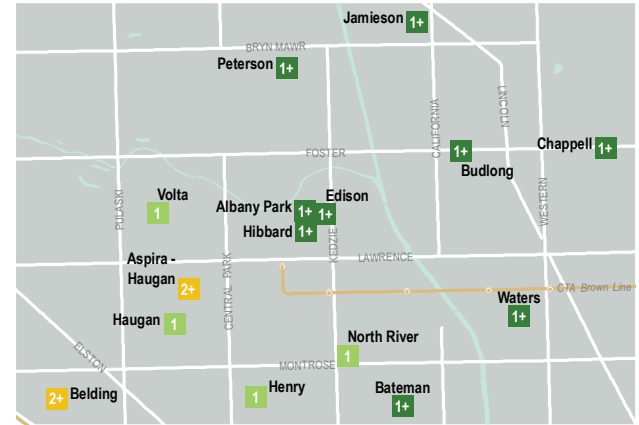 Jamieson 1+
BRYN MAWR
Peterson 1+
CALIFORNIA
LINCOLN
Chappell 1+
FOSTER
1+
Budlong
WESTERN
PULASKI
Volta
1
Albany Park 1+
Edison
1+
Hibbard 1+
KEDZIE
CENTRAL PARK
LAWRENCE
Aspira -
Haugan
2+
CTA Brown Line
Waters
1+
Haugan 1
North River
1
ELSTON
MONTROSE
2+ Belding
1 Henry
Bateman
1+